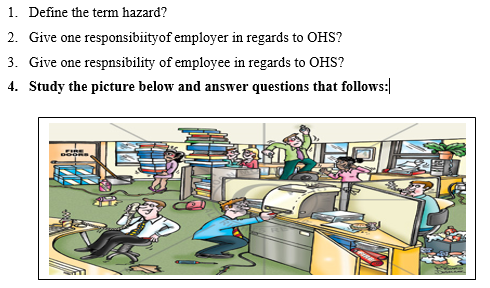 1. Define the term hazard?
2. Give one responsibiityof employer in regards to OHS?
3. Give one respnsibility of employee in regards to OHS?
4. Study the picture below and answer questions that follows:
FIRE
DOORS